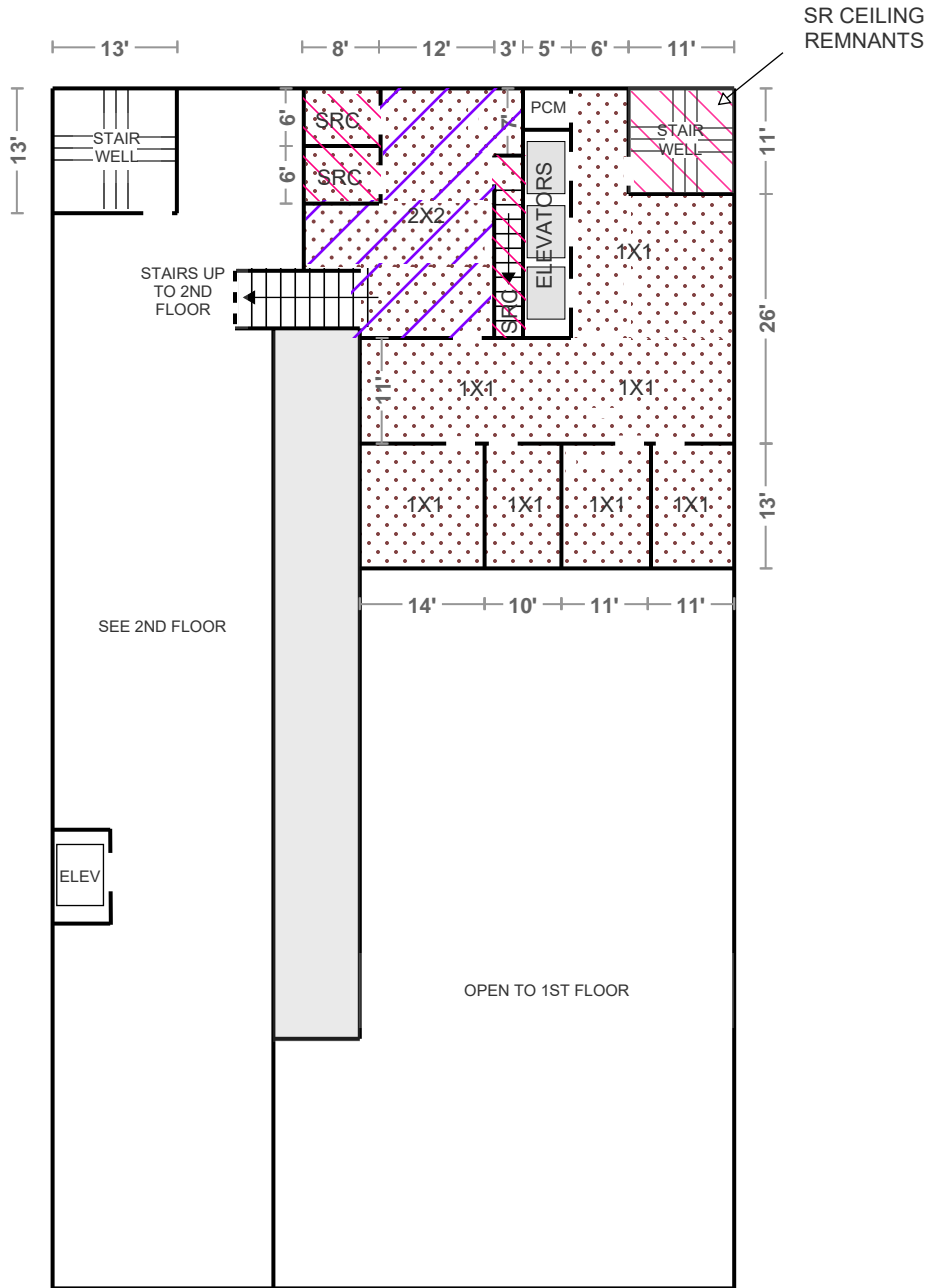 SR CEILING
REMNANTS
13'
8'
12'
3'
5'
6'
11'
13'
STAIR
WELL
6'
SRC
6'
SRC
7'
PCM
STAIR
WELL
11'
2X2
ELEVATORS
1X1
STAIRS UP
TO 2ND
FLOOR
SRC
26'
11'
1X1
1X1
1X1
1X1
1X1
1X1
13'
14'
10'
11'
11'
SEE 2ND FLOOR
ELEV
OPEN TO 1ST FLOOR